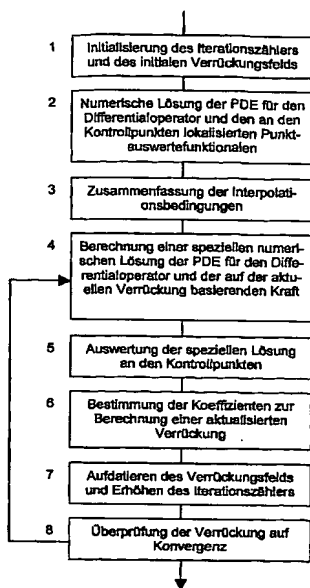 1 Initialisierung des Iterationszählers
und des initialen Verrückungsfelds
2 Numerische Lösung der PDE für den
Differentialoperator und den an den
Kontrollpunkten lokalisierten Punkt-
auswertefunktionalen
3 Zusammenfassung der Interpolati-
onsbedingungen
4 Berechnung einer speziellen numeri-
schen Lösung der PDE für den Diffe-
rentialoperator und der auf der aktu-
ellen Verrückung basierenden Kraft
5 Auswertung der speziellen Lösung
an den Kontrollpunkten
6 Bestimmung der Koeffizienten zur
Berechnung einer aktualisierten
Verrückung
7 Aufdatieren des Verrückungsfelds
und Erhöhen des Iterationszählers
8 Überprüfung der Verrückung auf
Konvergenz